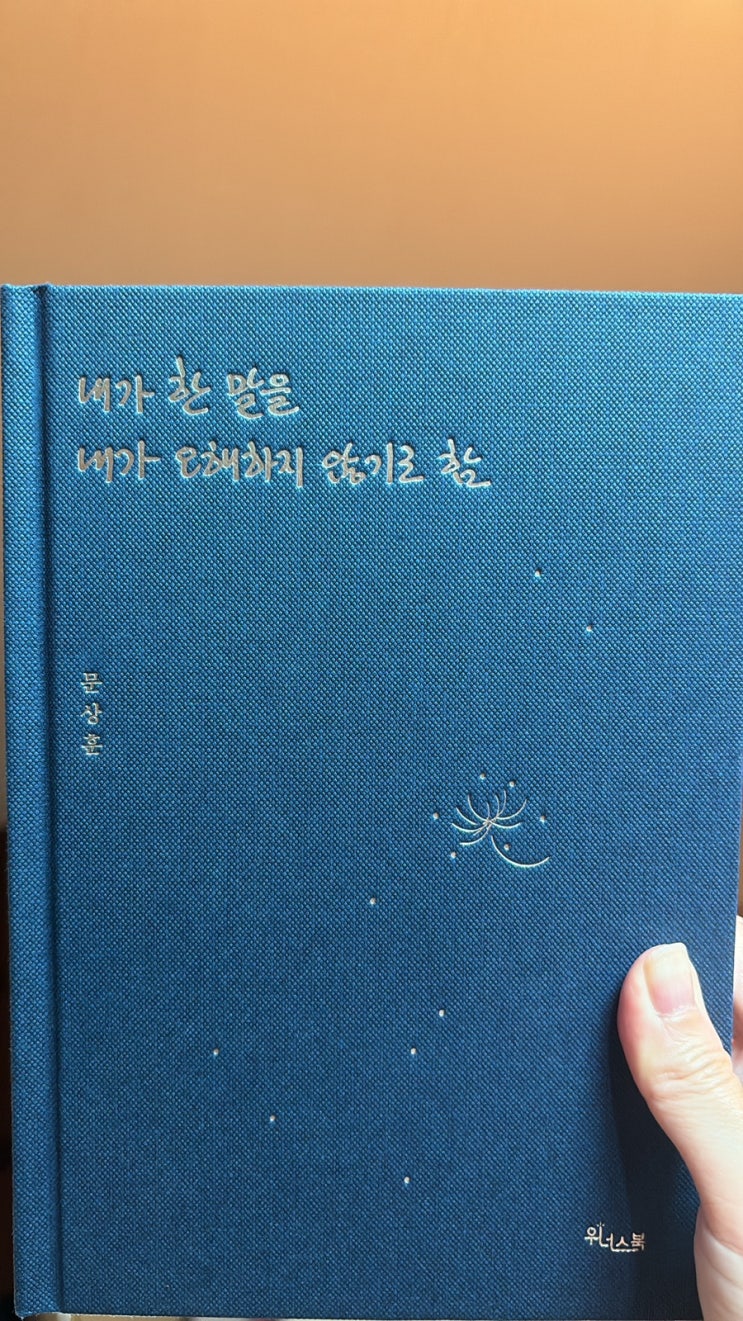 내가 한 말을
내가 오해하지 않기로 함
문상훈
위너스북